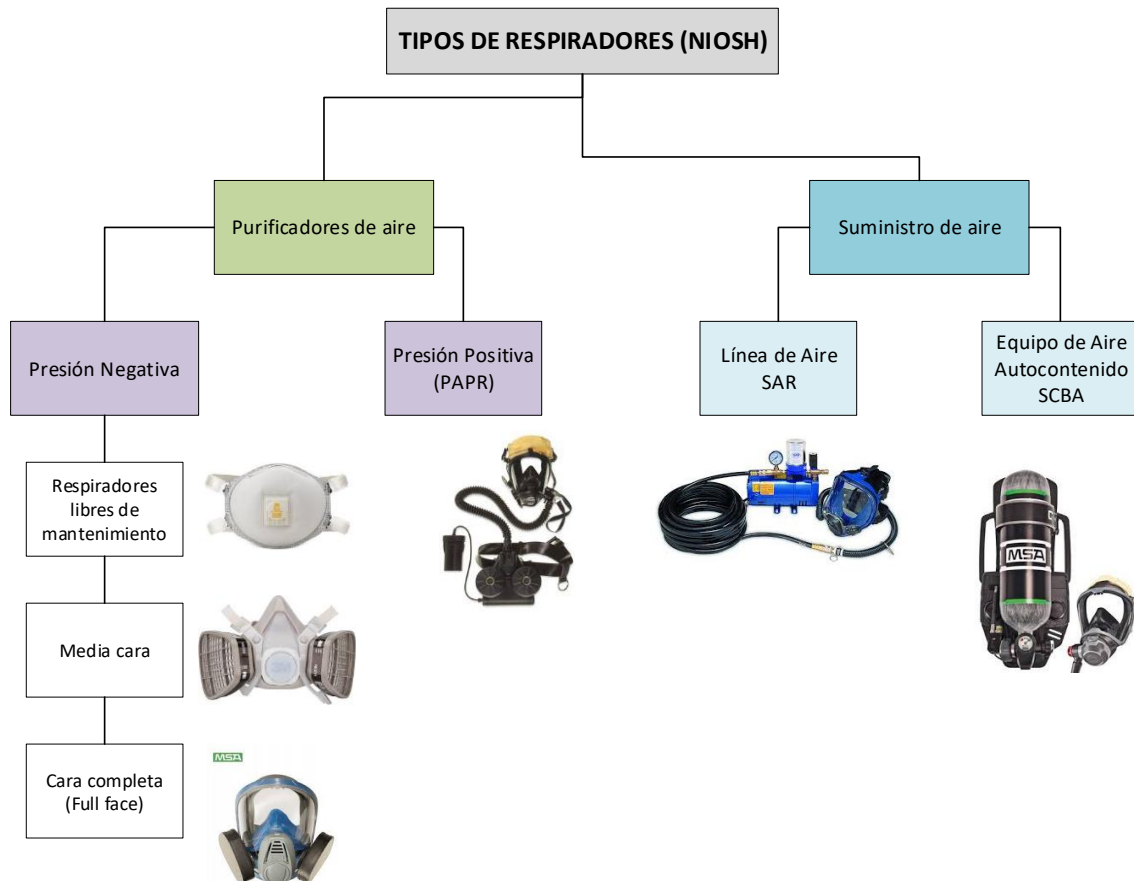 TIPOS DE RESPIRADORES (NIOSH)
Purificadores de aire
Suministro de aire
Presión Negativa
Presión Positiva
(PAPR)
Línea de Aire
SAR
Equipo de Aire
Autocontenido
SCBA
Respiradores
libres de
mantenimiento
Media cara
Cara completa
(Full face)
MSA
MSA